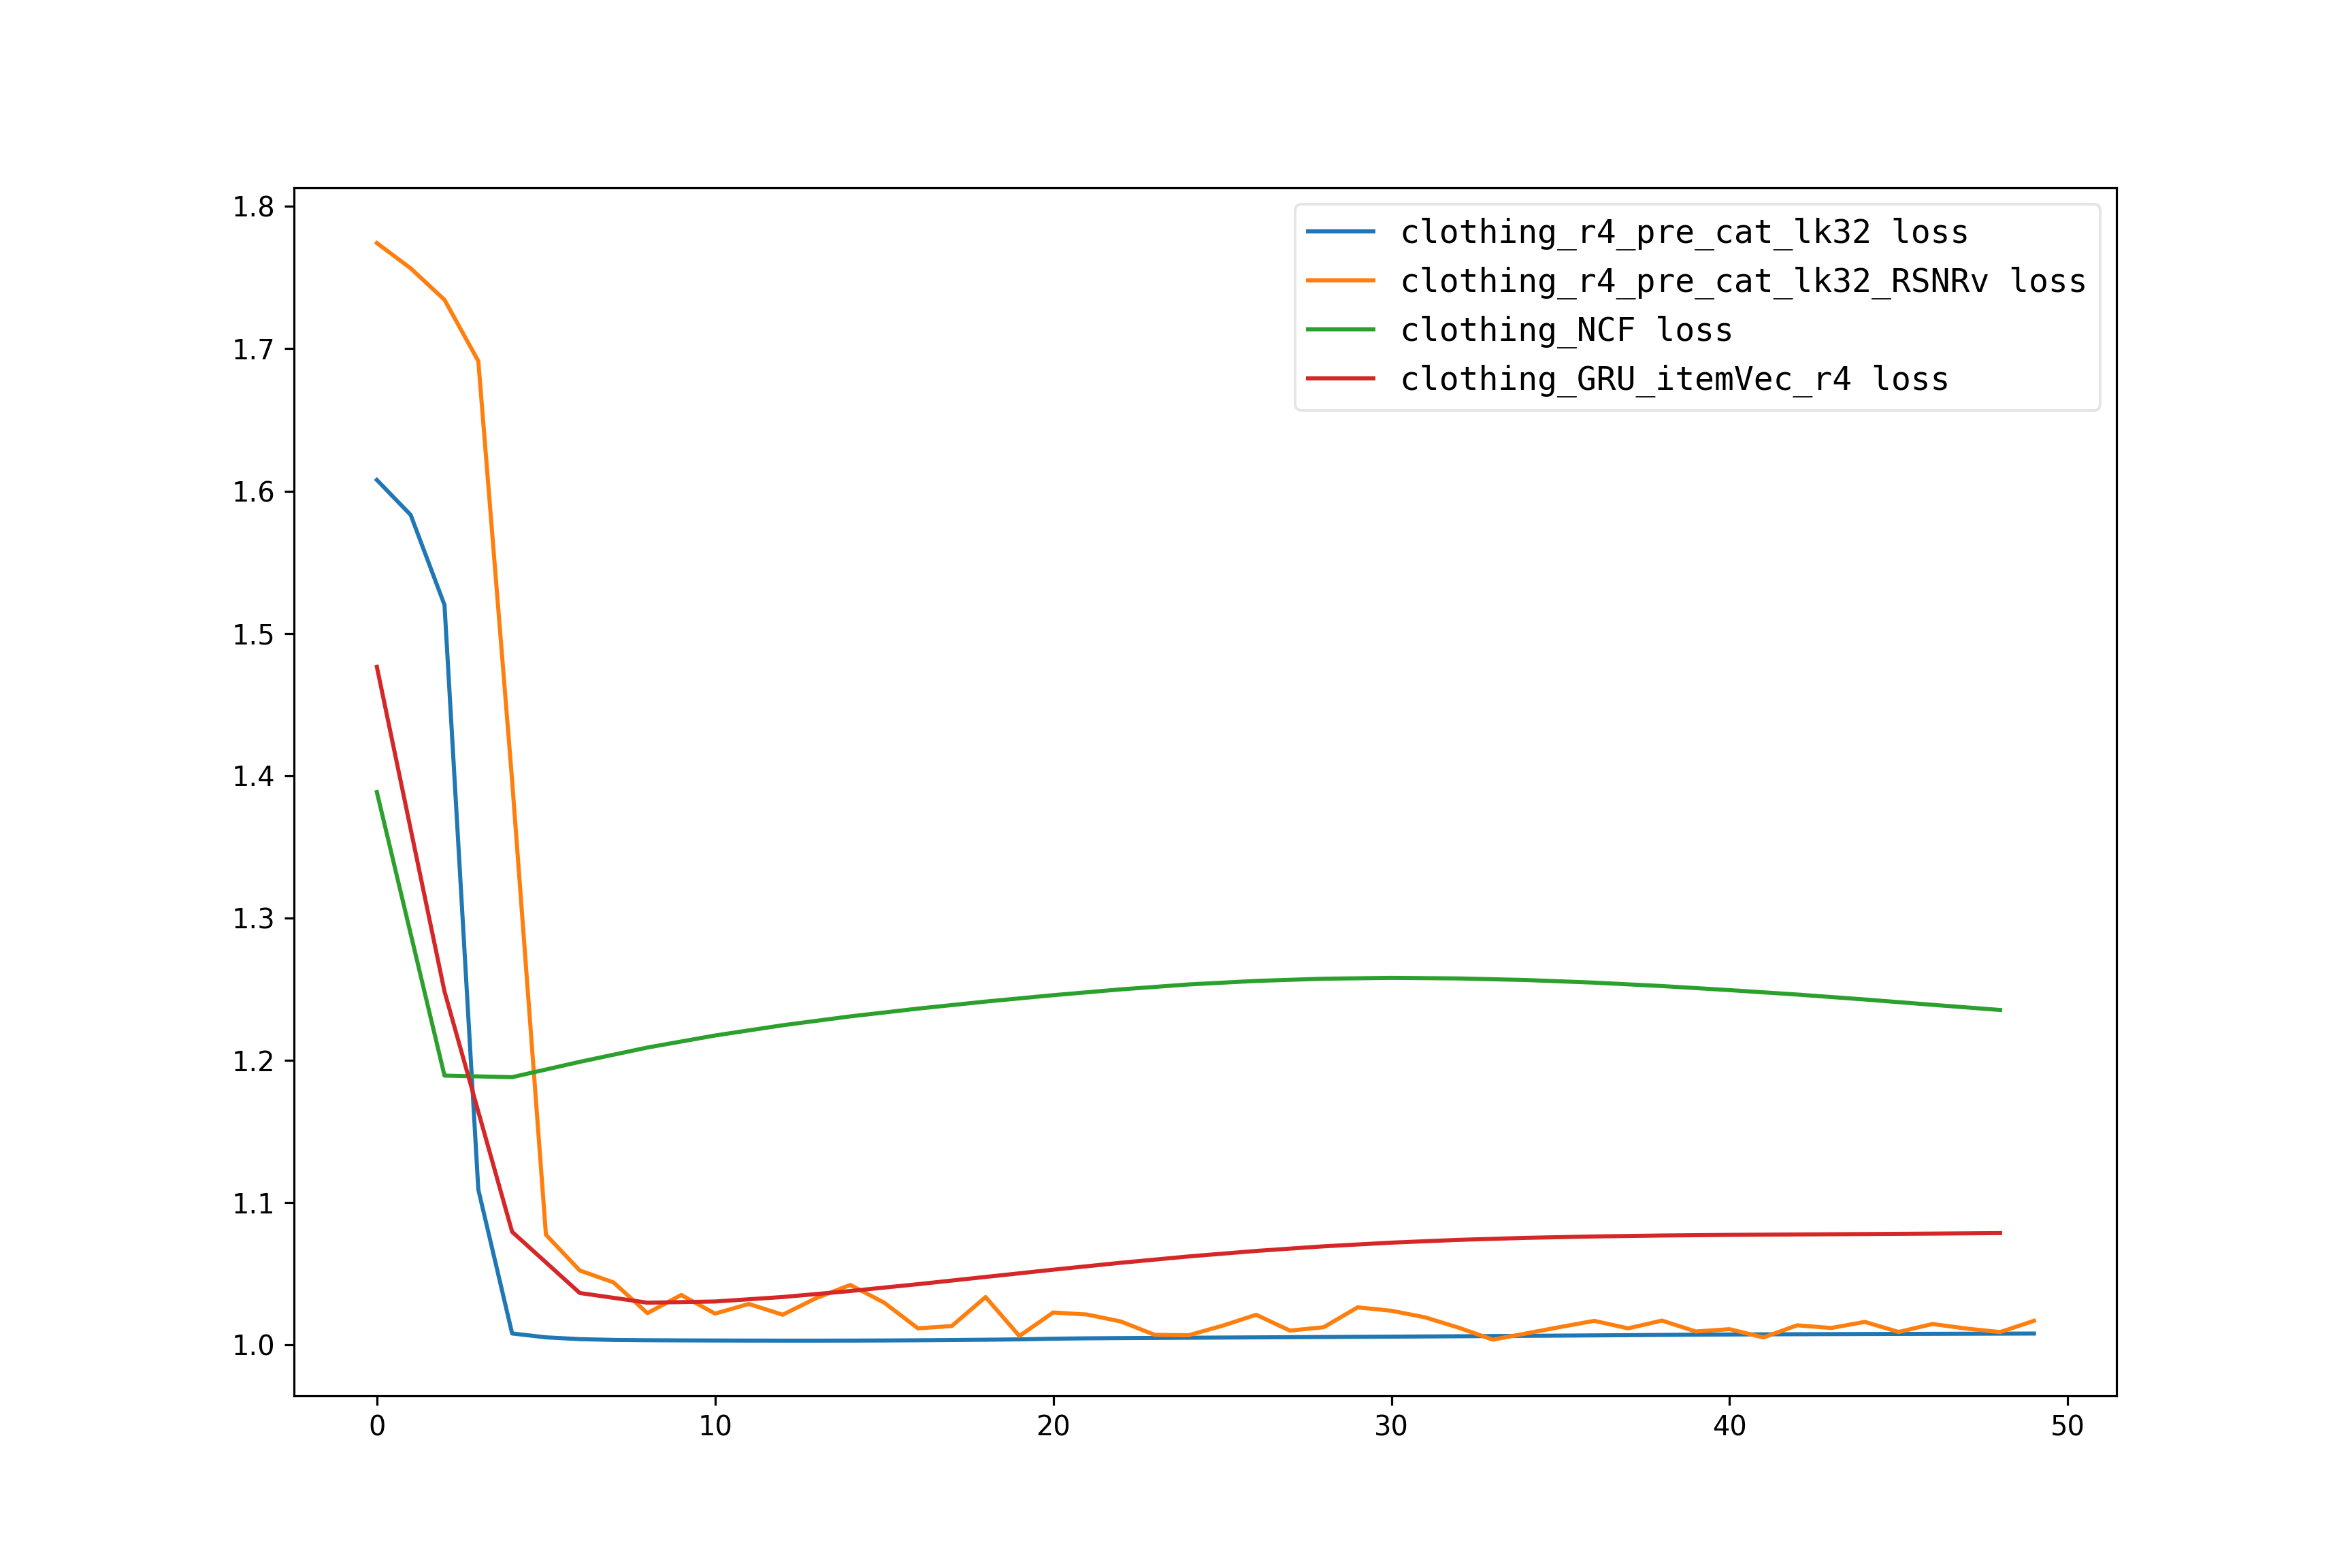 1.8
1.7
1.6
1.5
1.4
1.3
1.2
1.1
1.0
0 10 20 30 40 50
clothing_r4_pre_cat_lk32 loss
clothing_r4_pre_cat_lk32_RSNRv loss
clothing_NCF loss
clothing_GRU_itemVec_r4 loss